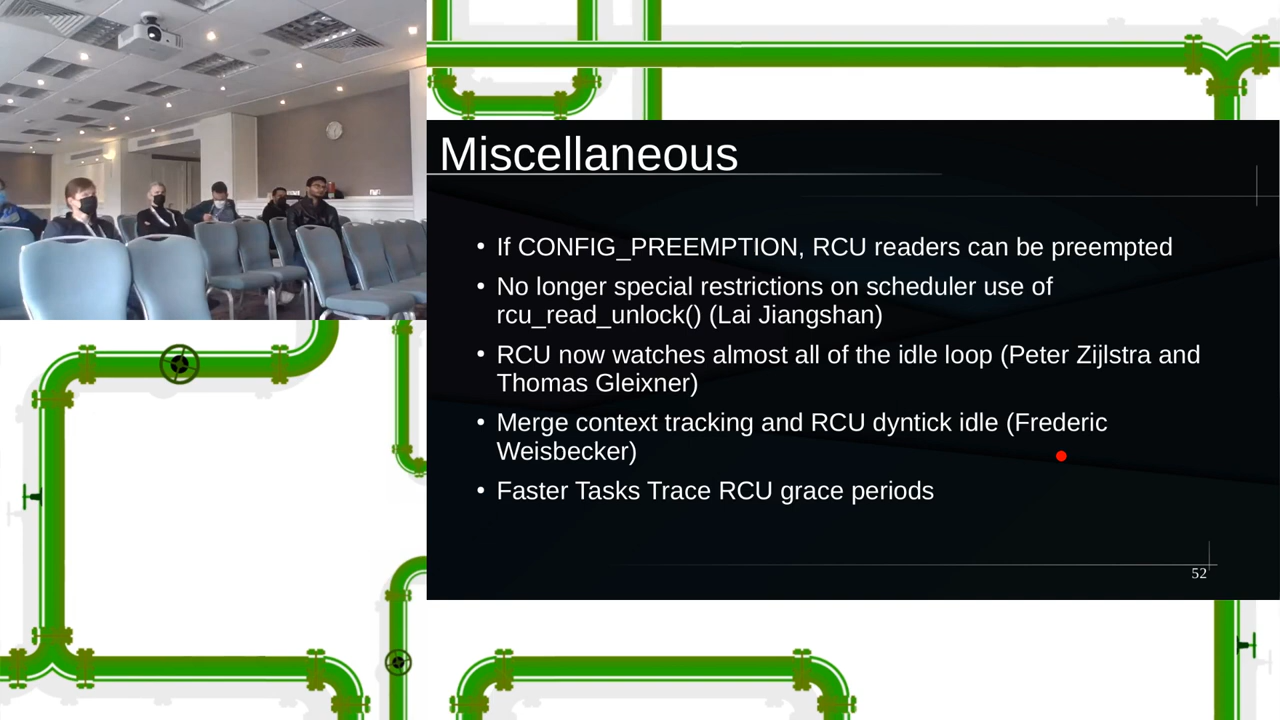 Miscellaneous
• If CONFIG_PREEMPTION, RCU readers can be preempted
• No longer special restrictions on scheduler use of
rcu_read_unlock() (Lai Jiangshan)
• RCU now watches almost all of the idle loop (Peter Zijlstra and
Thomas Gleixner)
• Merge context tracking and RCU dyntick idle (Frederic
Weisbecker)
• Faster Tasks Trace RCU grace periods
52